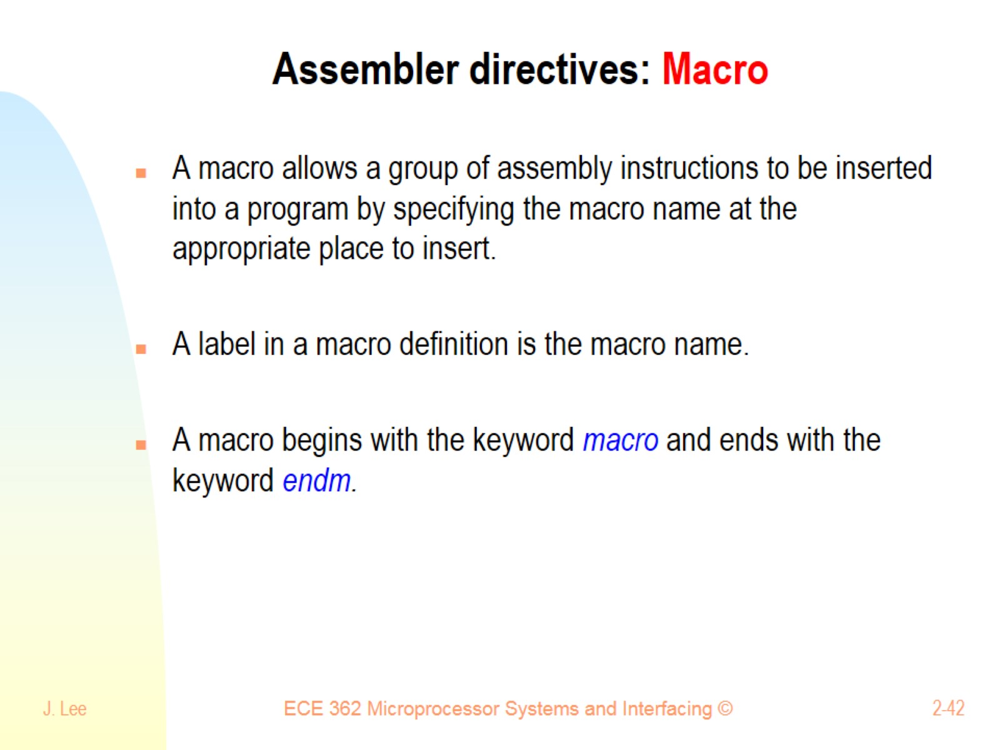 Assembler directives: Macro
A macro allows a group of assembly instructions to be inserted
into a program by specifying the macro name at the
appropriate place to insert.
A label in a macro definition is the macro name.
A macro begins with the keyword macro and ends with the
keyword endm.
J. Lee
ECE 362 Microprocessor Systems and Interfacing ©
2-42